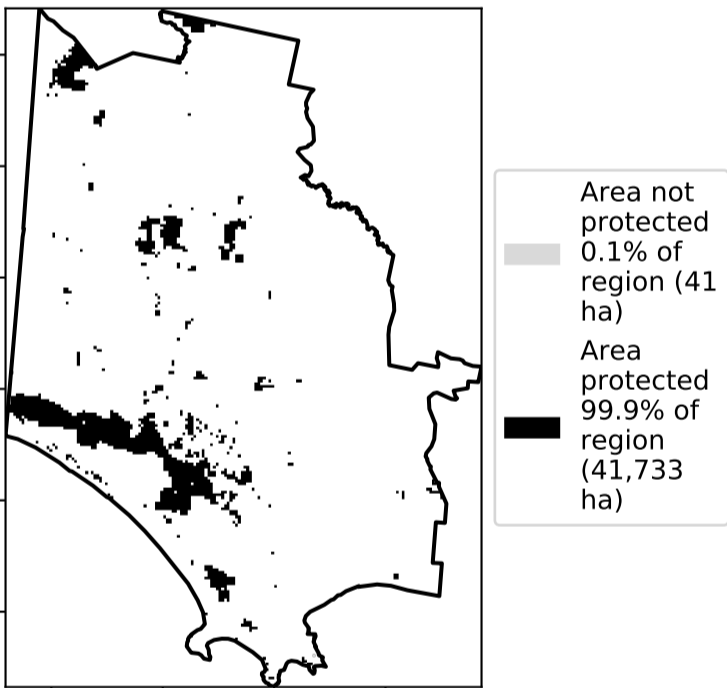 Area not
protected
0.1% of
region (41
ha)
Area
protected
99.9% of
region
(41,733
ha)